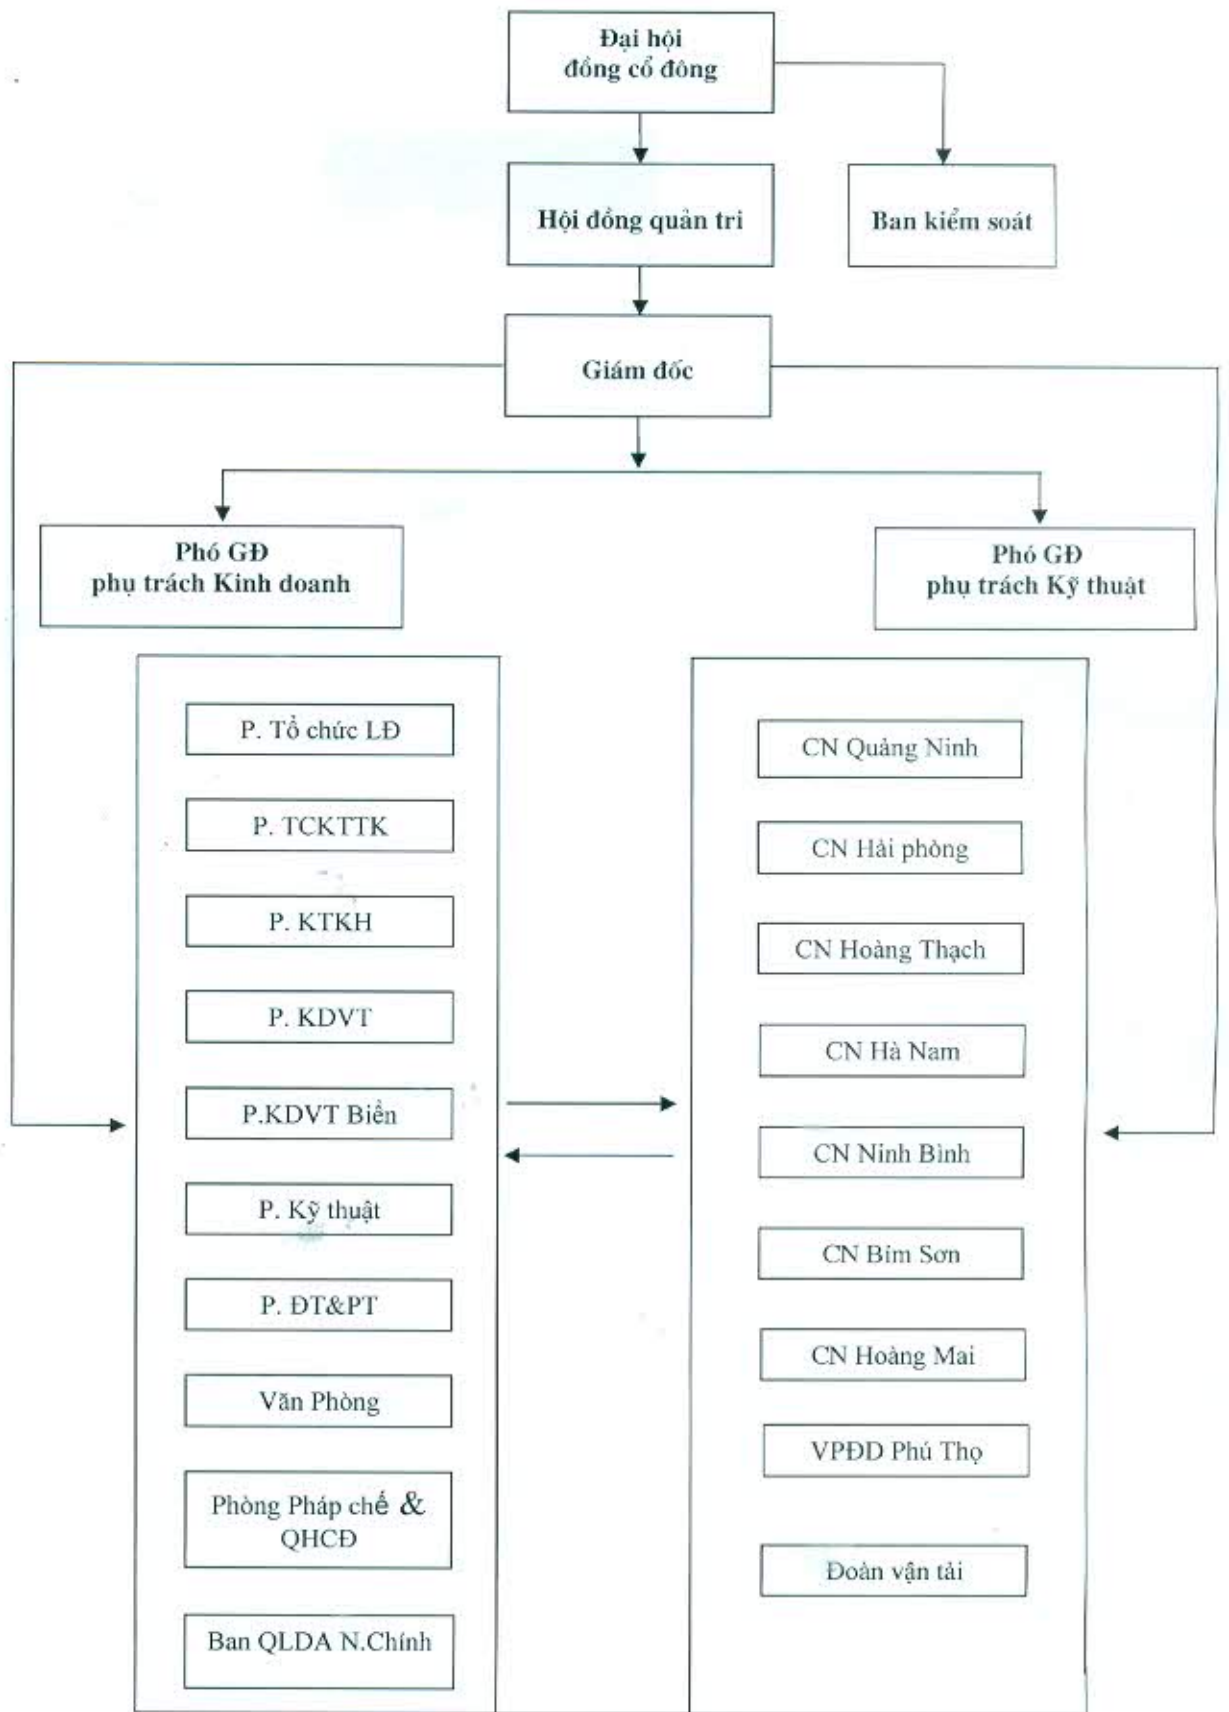 Đại hội
đồng cổ đông
Hội đồng quản tri
Ban kiểm soát
Giám đốc
Phó GĐ
phụ trách Kinh doanh
Phó GĐ
phụ trách Kỹ thuật
P. Tổ chức LĐ
P. TCKTTK
P. KTKH
P. KDVT
P.KDVT Biển
P. Kỹ thuật
P. ĐT&PT
Văn Phòng
Phòng Pháp chế &
QHCĐ
Ban QLDA N.Chính
CN Quảng Ninh
CN Hải phòng
CN Hoàng Thạch
CN Hà Nam
CN Ninh Bình
CN Bỉm Sơn
CN Hoàng Mai
VPĐD Phú Thọ
Đoàn vận tải